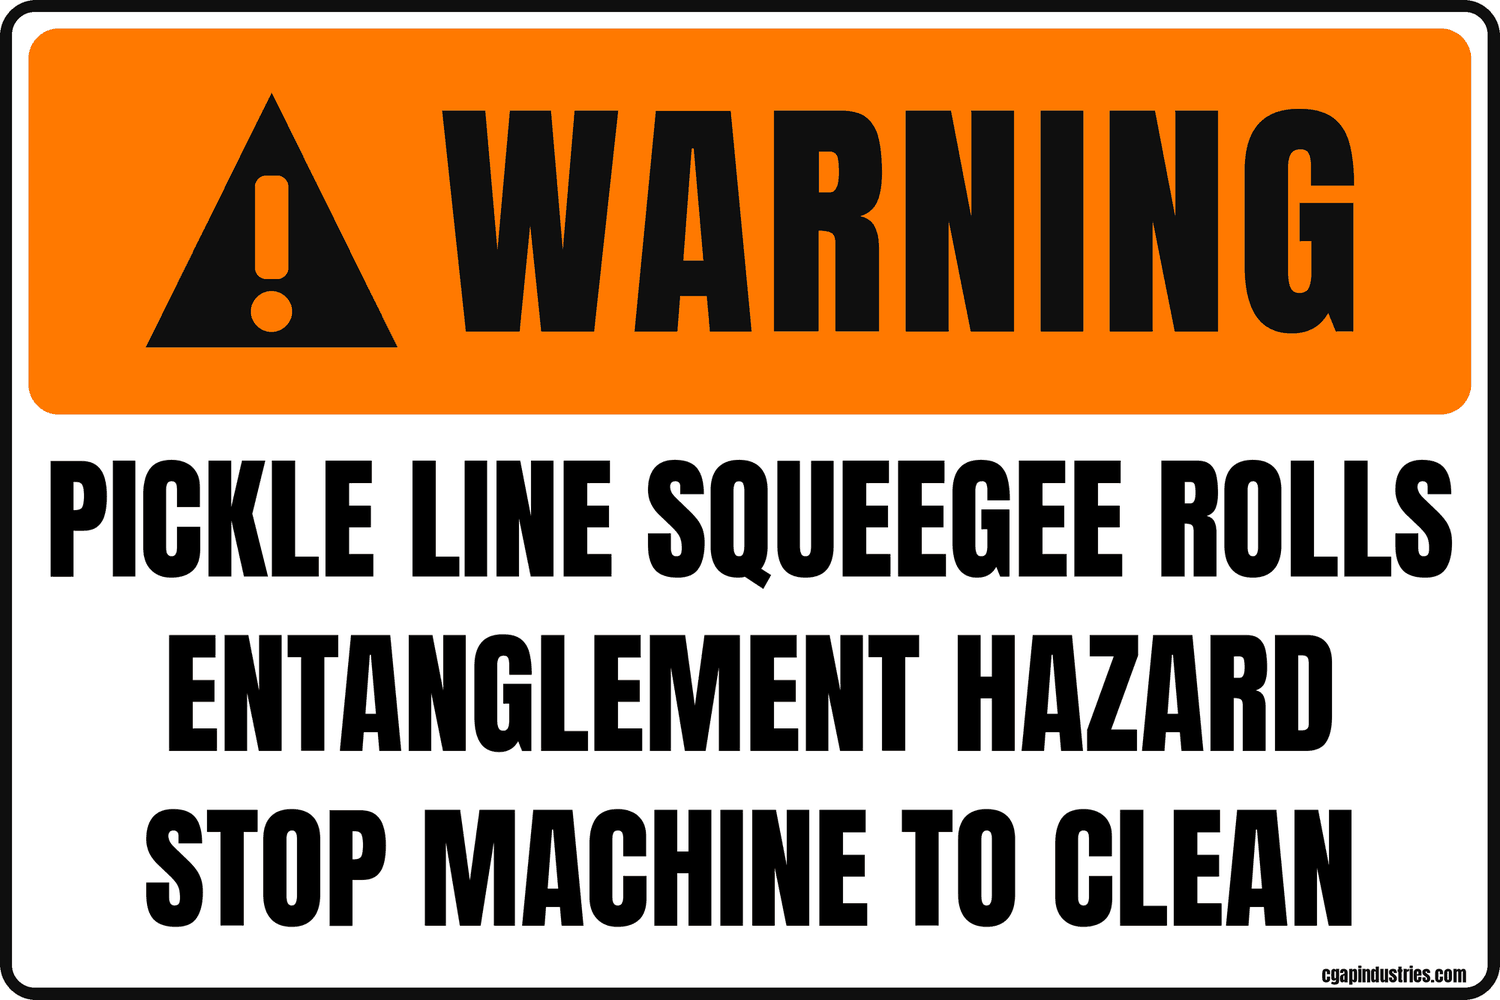 WARNING
PICKLE LINE SQUEEGEE ROLLS
ENTANGLEMENT HAZARD
STOP MACHINE TO CLEAN
cgapindustries.com